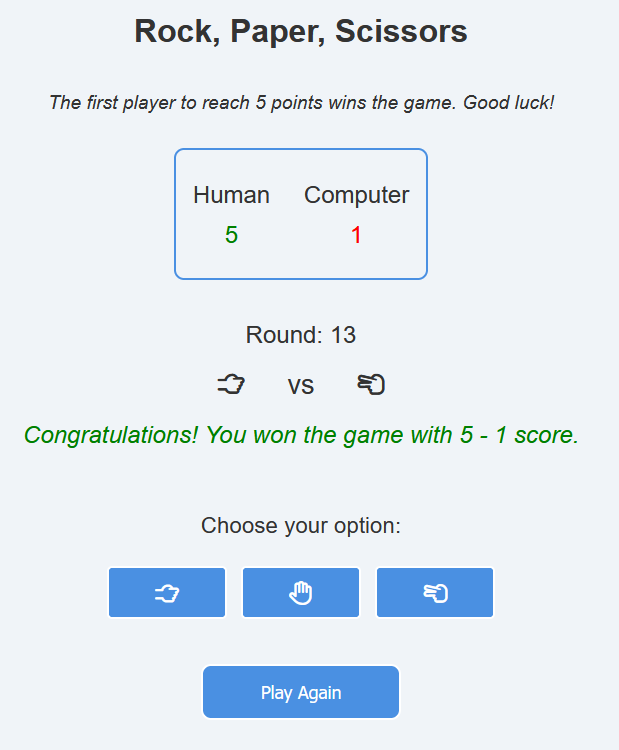 Rock, Paper, Scissors
The first player to reach 5 points wins the game. Good luck!
Human Computer
5 1
Round: 13
vs
Congratulations! You won the game with 5 - 1 score.
Choose your option:
Play Again